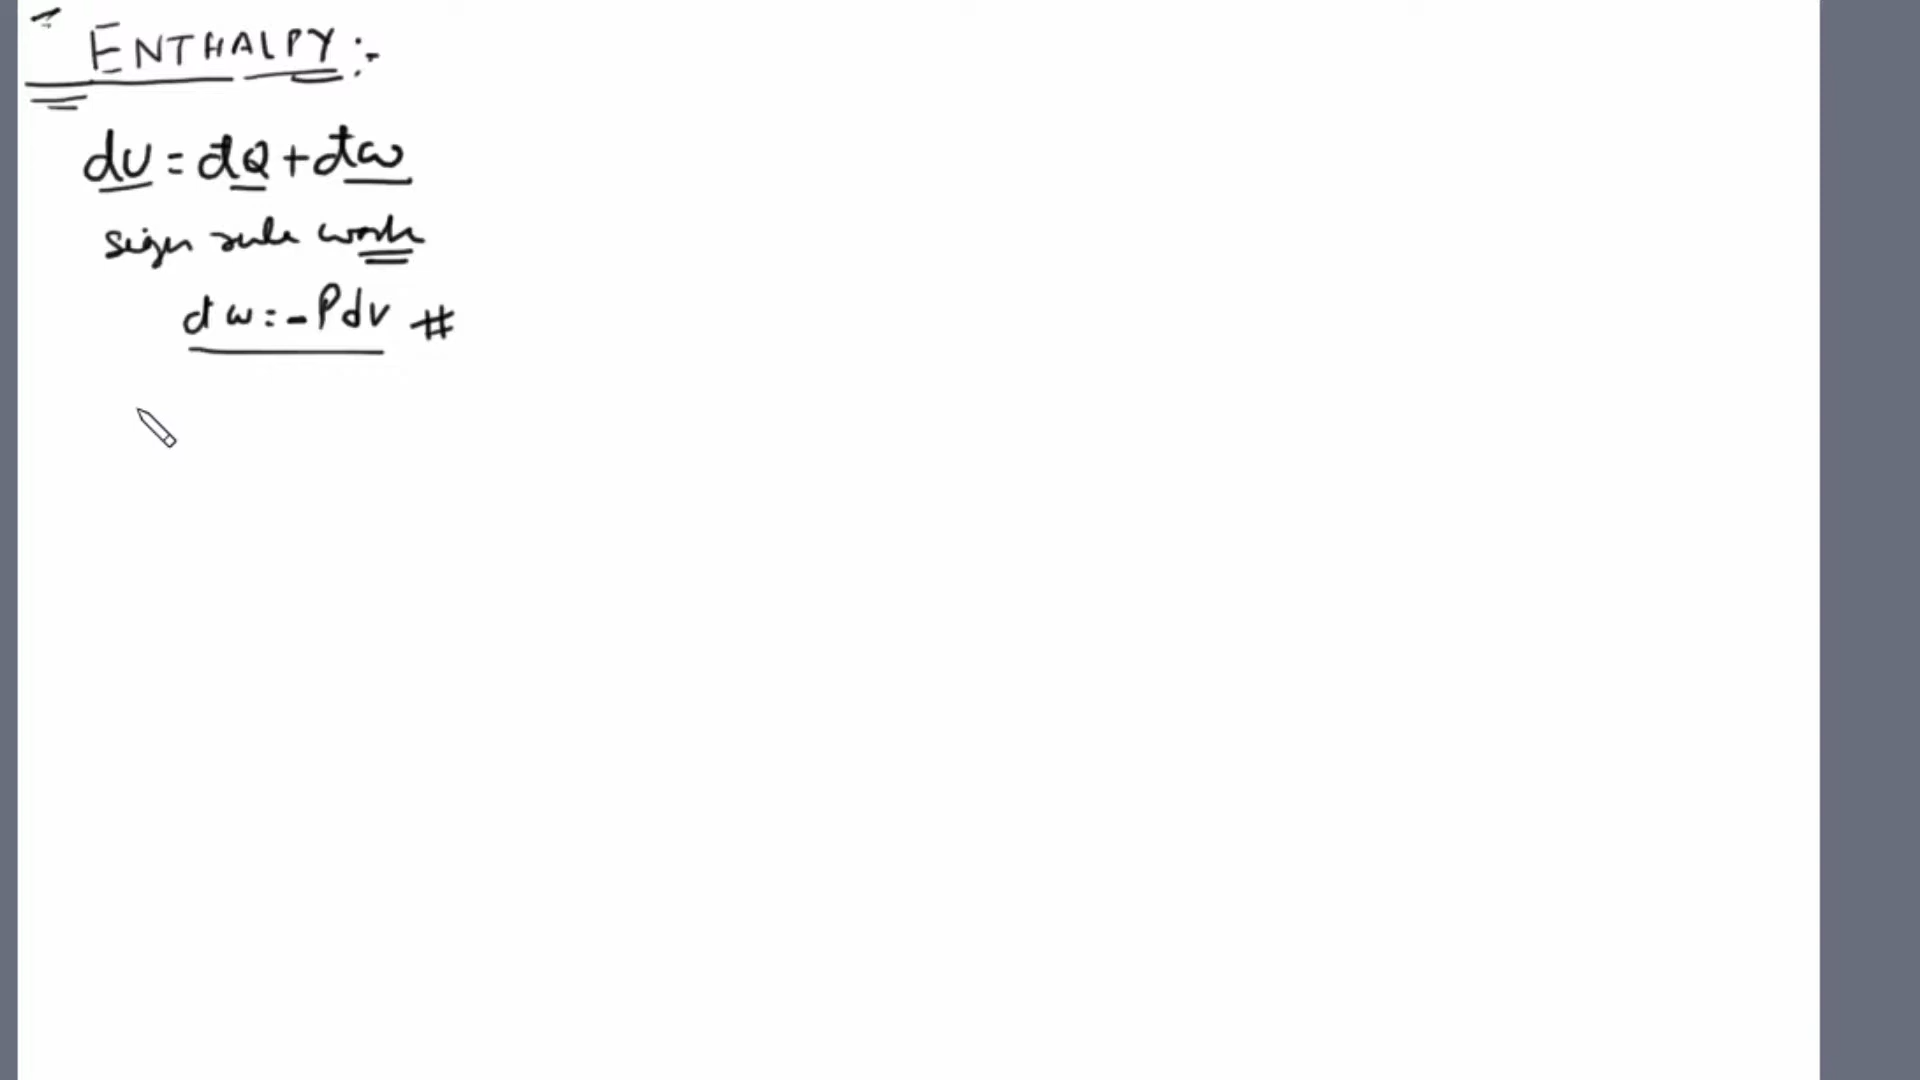 ENTHALPY :-
dU = dQ + dw
sign rule work
dw = -Pdv #